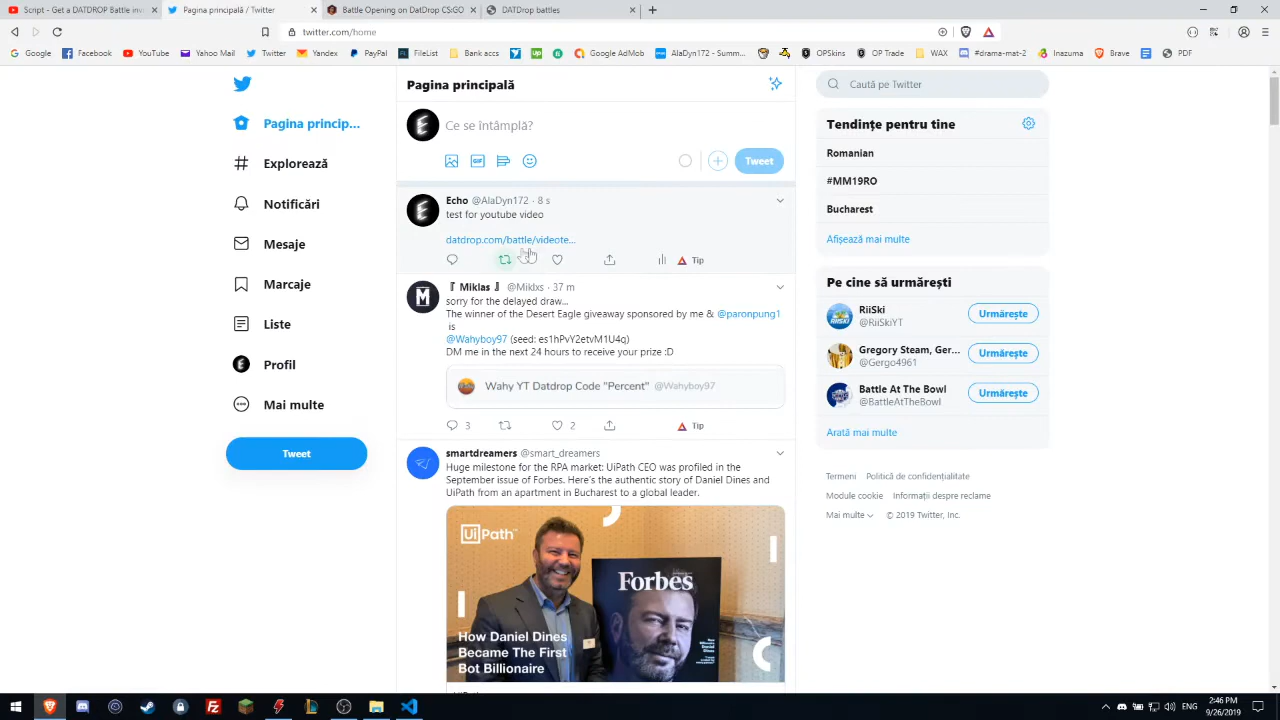 Script - Get a DATDROP Battle inv
Pagina principală / Twitter
Battle Opening on DatDrop CS:GO
DATDrop battles
twitter.com/home
Google
Facebook
YouTube
Yahoo Mail
Twitter
Yandex
PayPal
FileList
Bank accs
Google AdMob
AlaDyn172 - Summ...
OPSkins
OP Trade
WAX
#drama-mat-2
Inazuma
Brave
PDF
Pagina princip...
Explorează
Notificări
Mesaje
Marcaje
Liste
Profil
Mai multe
Tweet
Pagina principală
Ce se întâmplă?
GIF
Tweet
Echo @AlaDyn172 · 8 s
test for youtube video
datdrop.com/battle/videote...
Tip
『 Miklas 』 @Miklxs · 37 m
sorry for the delayed draw...
The winner of the Desert Eagle giveaway sponsored by me & @paronpung1
is
@Wahyboy97 (seed: es1hPvY2etvM1U4q)
DM me in the next 24 hours to receive your prize :D
Wahy YT Datdrop Code "Percent" @Wahyboy97
3
2
Tip
smartdreamers @smart_dreamers
Huge milestone for the RPA market: UiPath CEO was profiled in the
September issue of Forbes. Here's the authentic story of Daniel Dines and
UiPath from an apartment in Bucharest to a global leader.
UiPath
Forbes
How Daniel Dines
Became The First
Bot Billionaire
Caută pe Twitter
Tendințe pentru tine
Romanian
#MM19RO
Bucharest
Afișează mai multe
Pe cine să urmărești
RiiSki
@RiiSkiYT
Urmărește
Gregory Steam, Ger...
@Gergo4961
Urmărește
Battle At The Bowl
@BattleAtTheBowl
Urmărește
Arată mai multe
Termeni Politică de confidențialitate
Module cookie Informații despre reclame
Mai multe © 2019 Twitter, Inc.
ENG
2:46 PM
9/26/2019